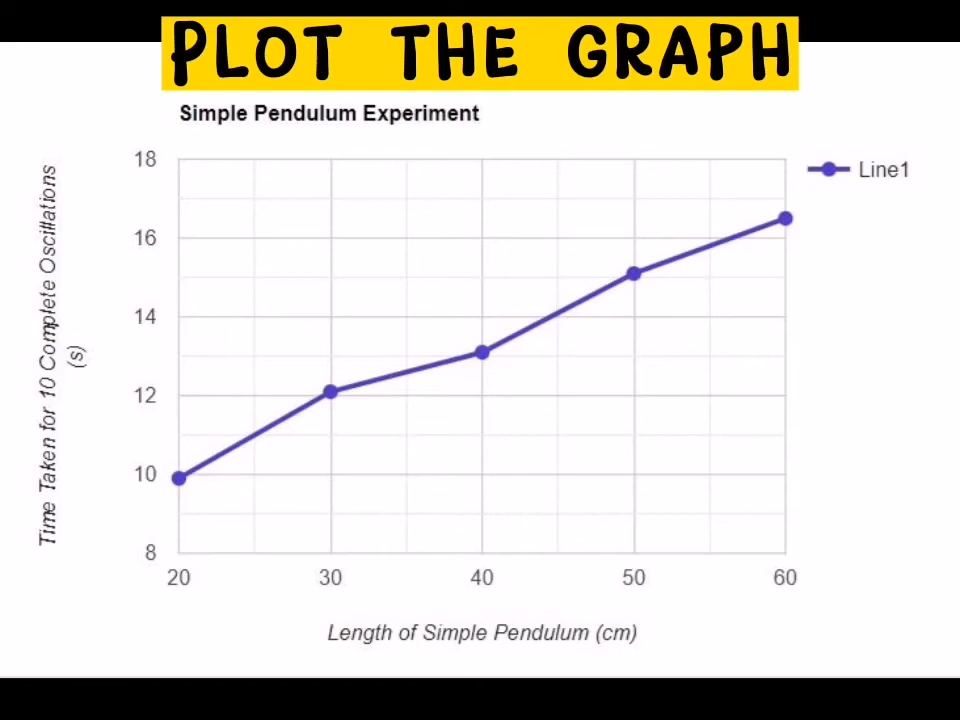 PLOT THE GRAPH
Simple Pendulum Experiment
Time Taken for 10 Complete Oscillations
(s)
18
16
14
12
10
8
Line1
20 30 40 50 60
Length of Simple Pendulum (cm)